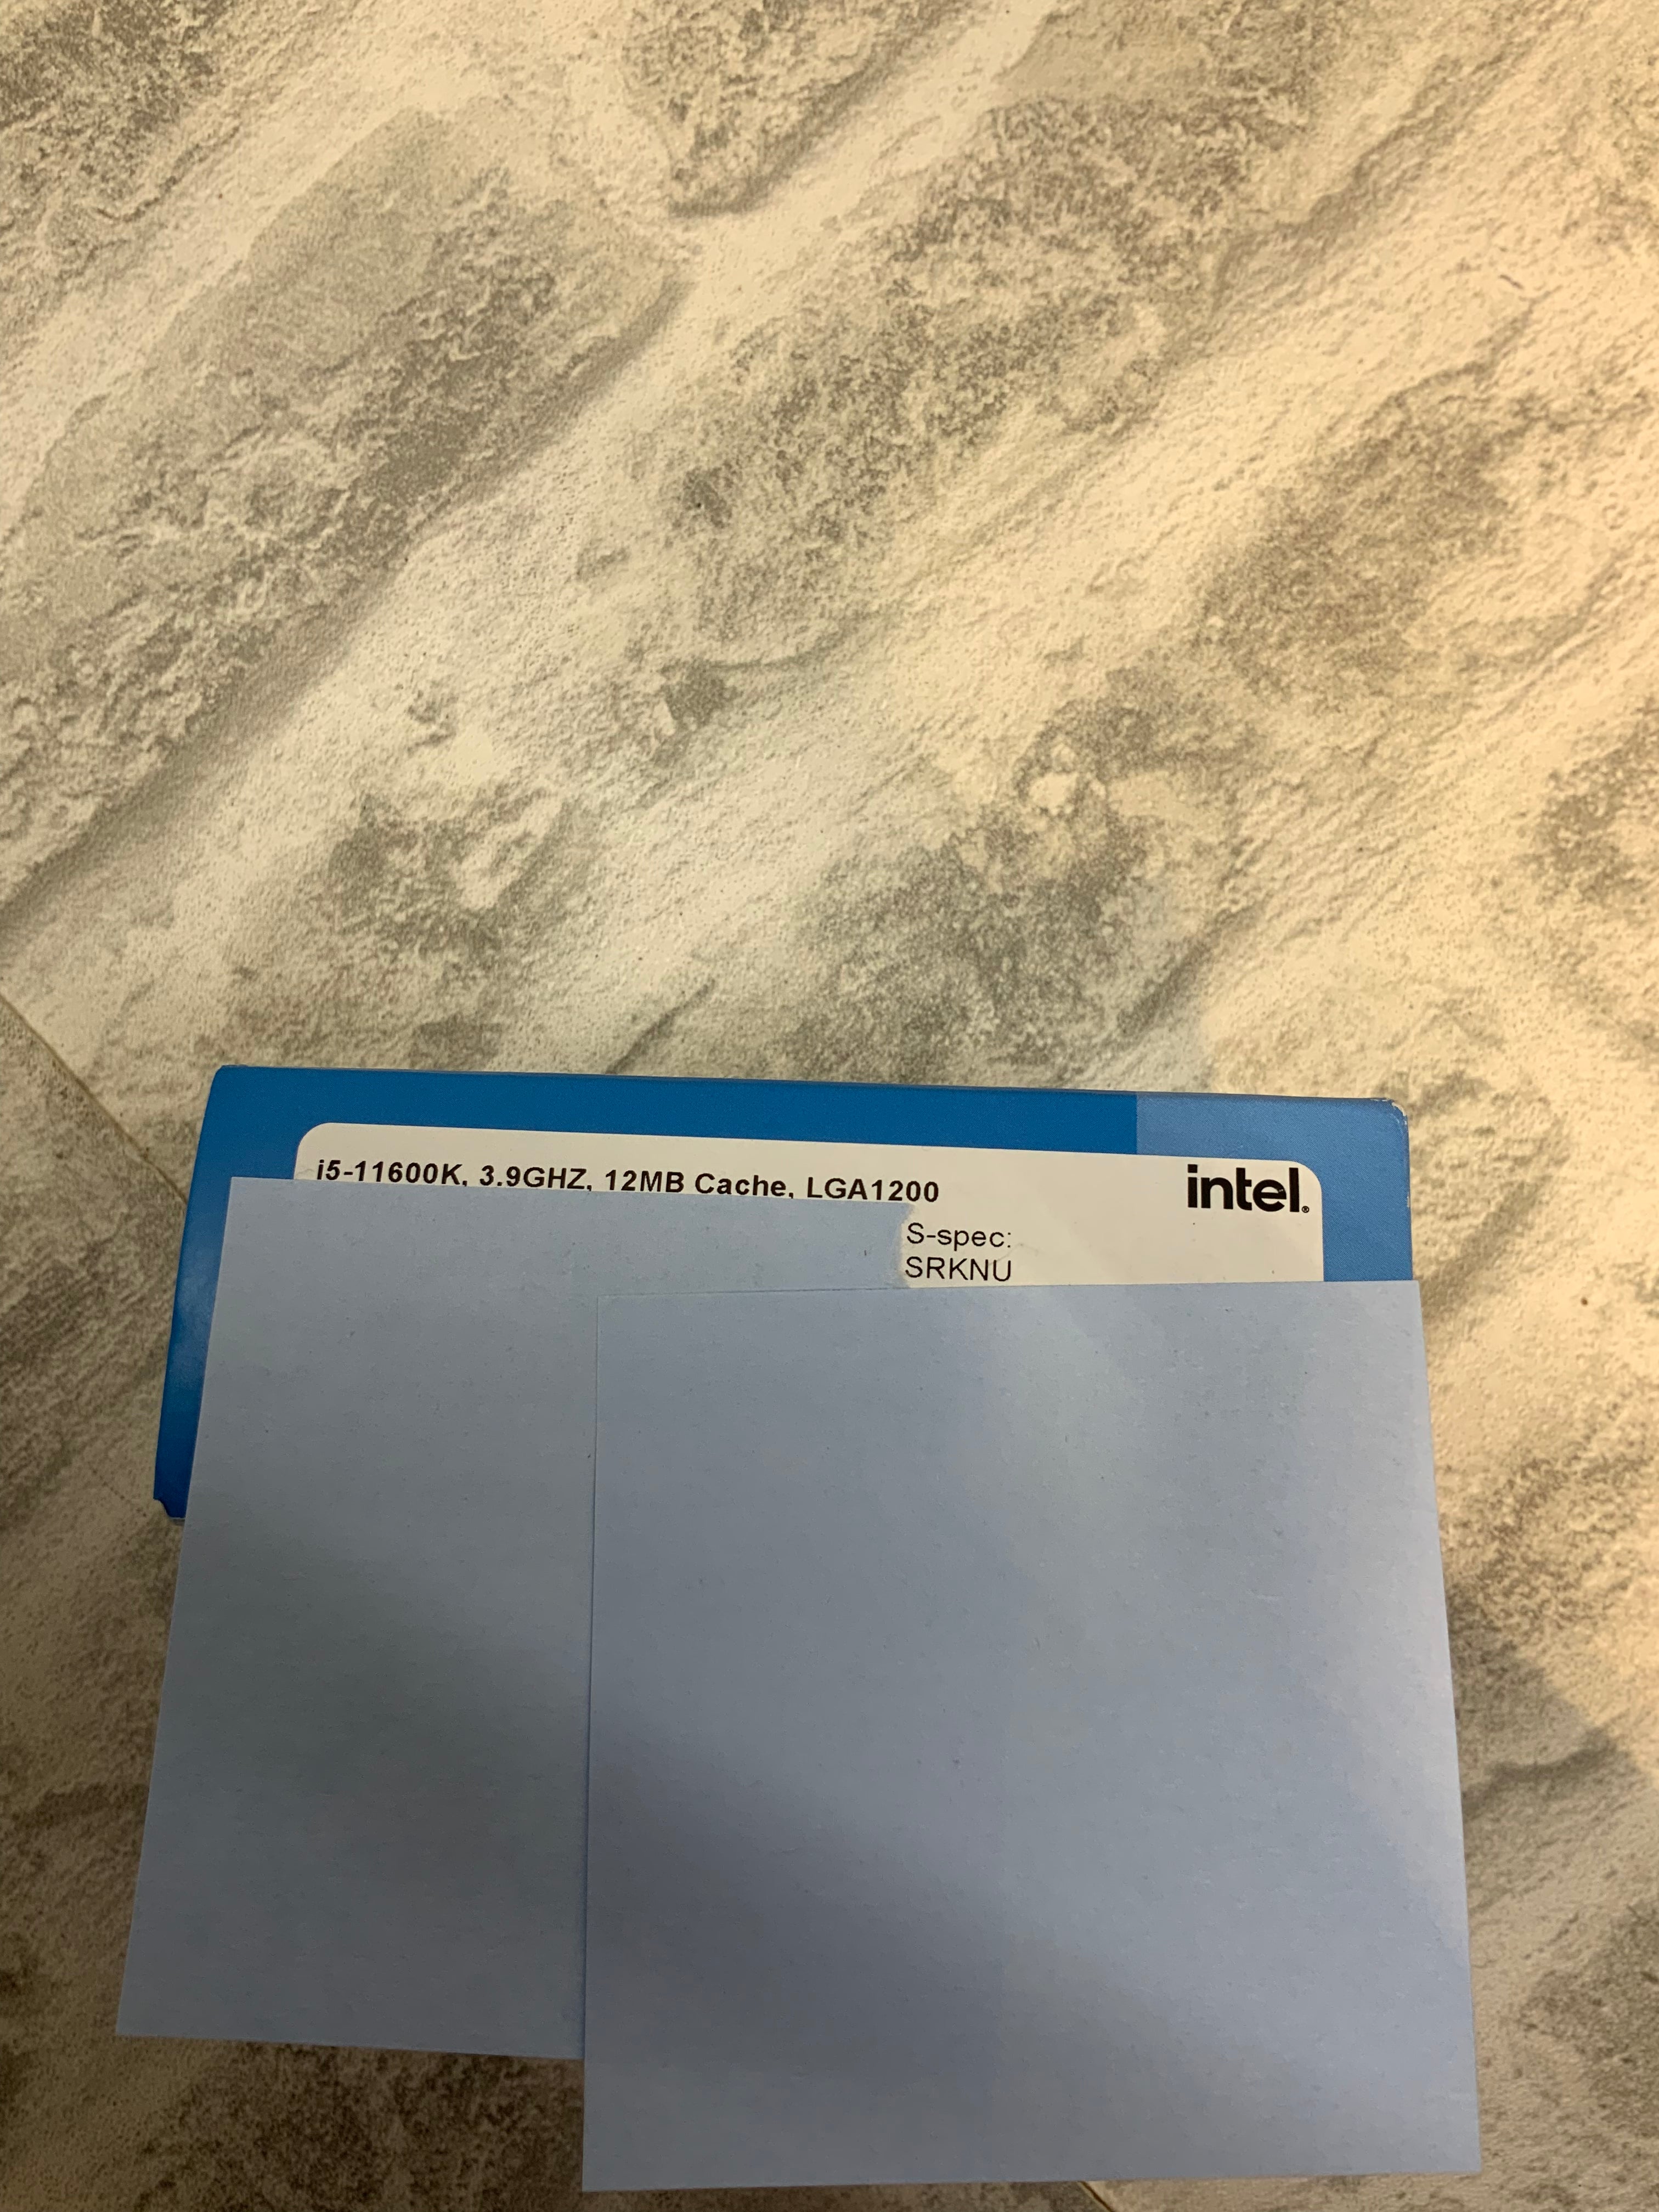 i5-11600K, 3.9GHZ, 12MB Cache, LGA1200
intel®
S-spec:
SRKNU